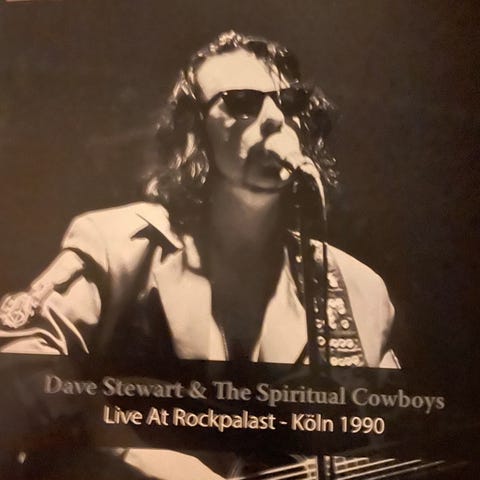 Dave Stewart & The Spiritual Cowboys
Live At Rockpalast - Köln 1990